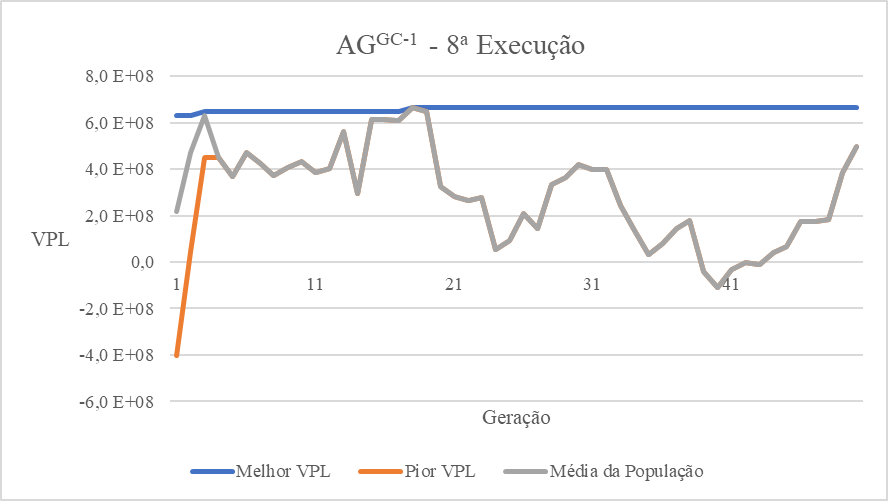 AGGC-1 - 8ª Execução
8,0 E+08
6,0 E+08
4,0 E+08
2,0 E+08
VPL
0,0
1 11 21 31 41
-2,0 E+08
-4,0 E+08
-6,0 E+08
Geração
Melhor VPL Pior VPL Média da População